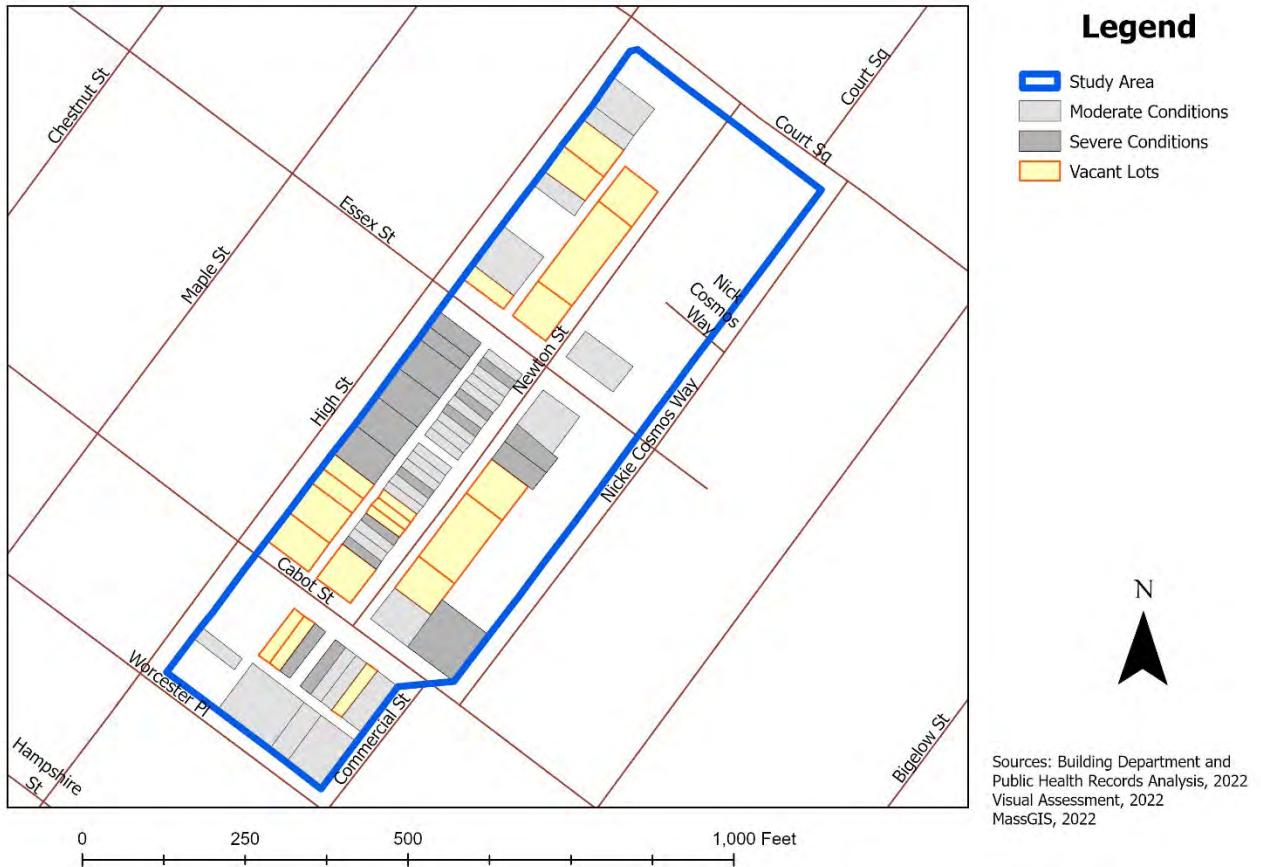 Legend
Study Area
Moderate Conditions
Severe Conditions
Vacant Lots
Chestnut St
Court Sq
Court Sq
Essex St
Maple St
Nick
Cosmos
Way
Newton St
High St
Nickie Cosmos Way
Cabot St
Worcester Pl
Commercial St
Hampshire
St
Bigelow St
N
Sources: Building Department and
Public Health Records Analysis, 2022
Visual Assessment, 2022
MassGIS, 2022
0 250 500 1,000 Feet